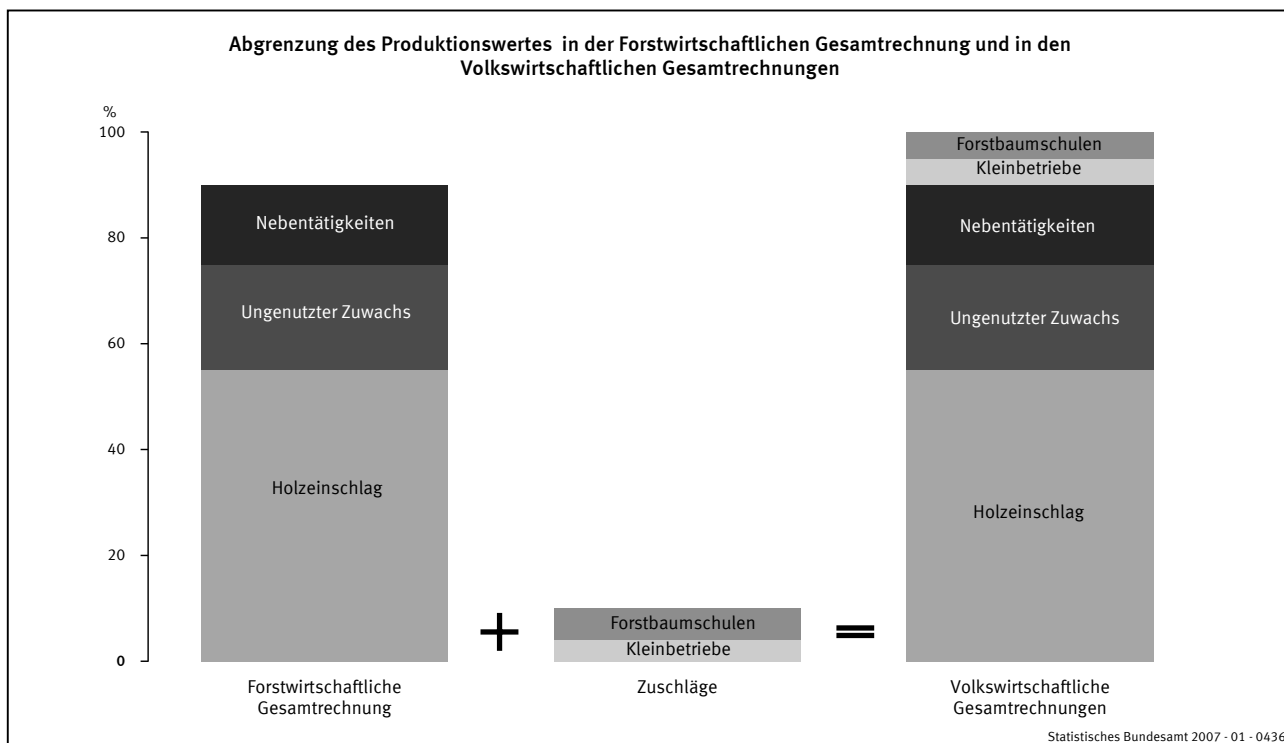 Abgrenzung des Produktionswertes in der Forstwirtschaftlichen Gesamtrechnung und in den
Volkswirtschaftlichen Gesamtrechnungen
%
100
80
60
40
20
0
Nebentätigkeiten
Ungenutzter Zuwachs
Holzeinschlag
Forstwirtschaftliche
Gesamtrechnung
+
Forstbaumschulen
Kleinbetriebe
Zuschläge
=
Forstbaumschulen
Kleinbetriebe
Nebentätigkeiten
Ungenutzter Zuwachs
Holzeinschlag
Volkswirtschaftliche
Gesamtrechnungen
Statistisches Bundesamt 2007 - 01 - 0436